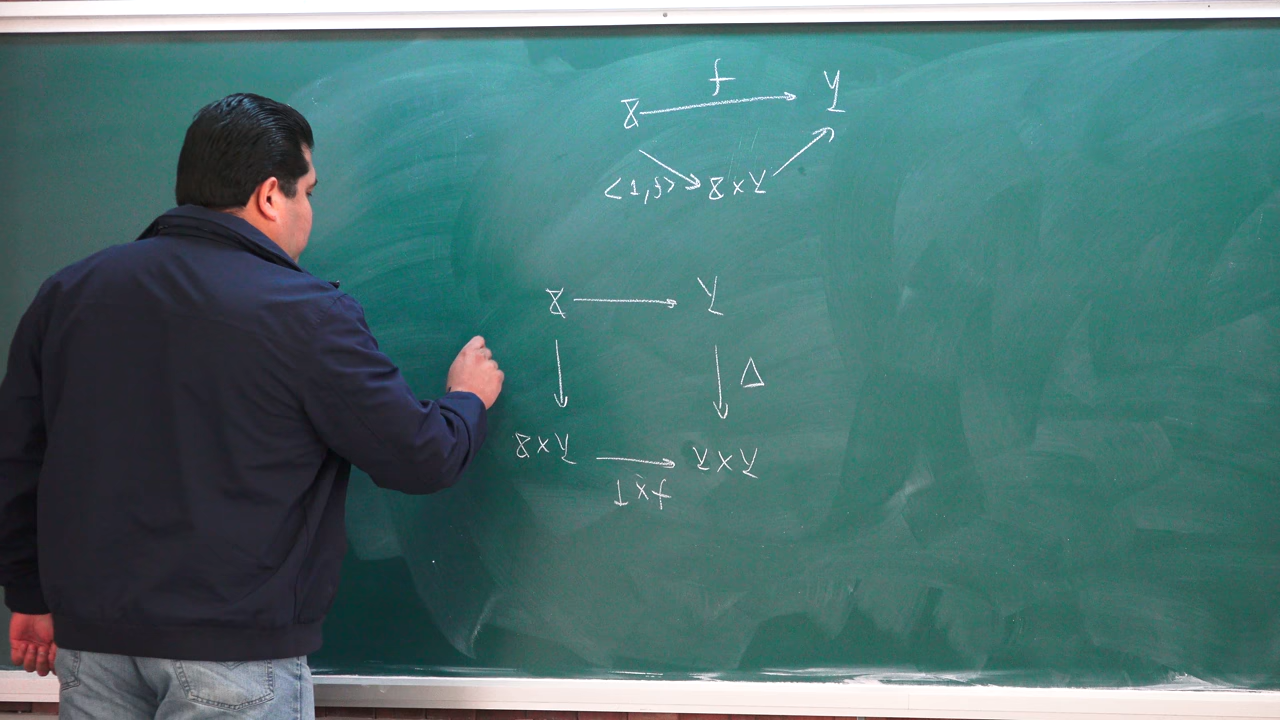 f
X → Y
<1,f> → X × Y
X → Y
Δ
X × Y → Y × Y
1 × f